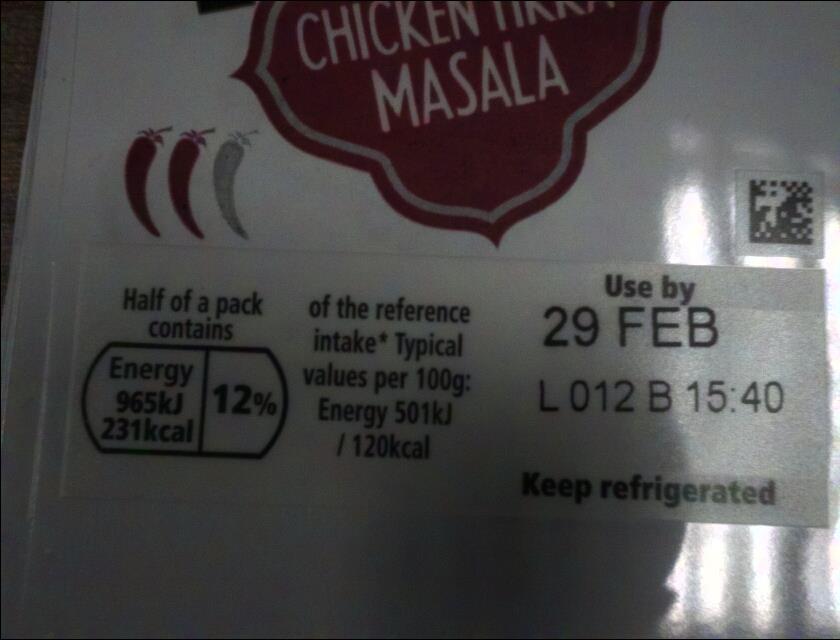 CHICKEN TIKKA
MASALA
Half of a pack
contains
Energy
965kJ
231kcal
12%
of the reference
intake* Typical
values per 100g:
Energy 501kJ
/ 120kcal
Use by
29 FEB
L 012 B 15:40
Keep refrigerated